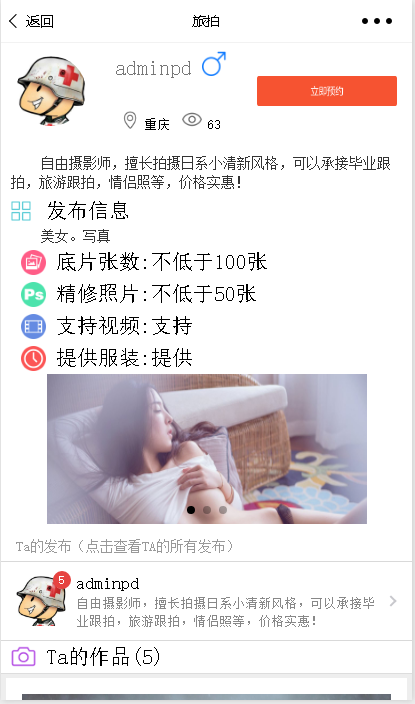 返回
旅拍
adminpd
立即预约
重庆
63
自由摄影师，擅长拍摄日系小清新风格，可以承接毕业跟
拍，旅游跟拍，情侣照等，价格实惠！
发布信息
美女。写真
底片张数:不低于100张
Ps
精修照片:不低于50张
支持视频:支持
提供服装:提供
Ta的发布（点击查看TA的所有发布）
5
adminpd
自由摄影师，擅长拍摄日系小清新风格，可以承接毕
业跟拍，旅游跟拍，情侣照等，价格实惠！
Ta的作品(5)